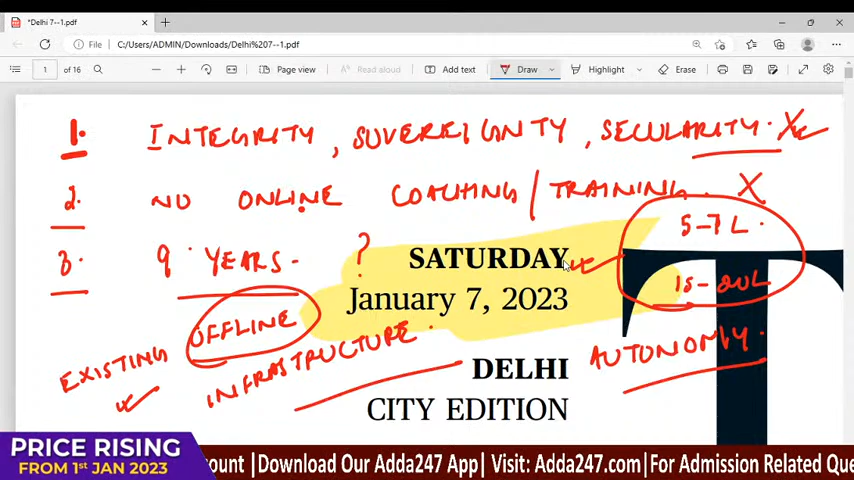 *Delhi 7--1.pdf
File | C:/Users/ADMIN/Downloads/Delhi%207--1.pdf
1 of 16 Page view Read aloud Add text Draw Highlight Erase
1. INTEGRITY, SUVEREIGNITY, SECULARITY. X
2. NO ONLINE COACHING / TRAINING. X
5-7 L.
3. 9 YEARS. ?
SATURDAY
15-20L
January 7, 2023
OFFLINE
EXISTING INFRASTRUCTURE.
AUTONOMY.
DELHI
CITY EDITION
T
PRICE RISING
FROM 1ST JAN 2023
ount |Download Our Adda247 App| Visit: Adda247.com|For Admission Related Que